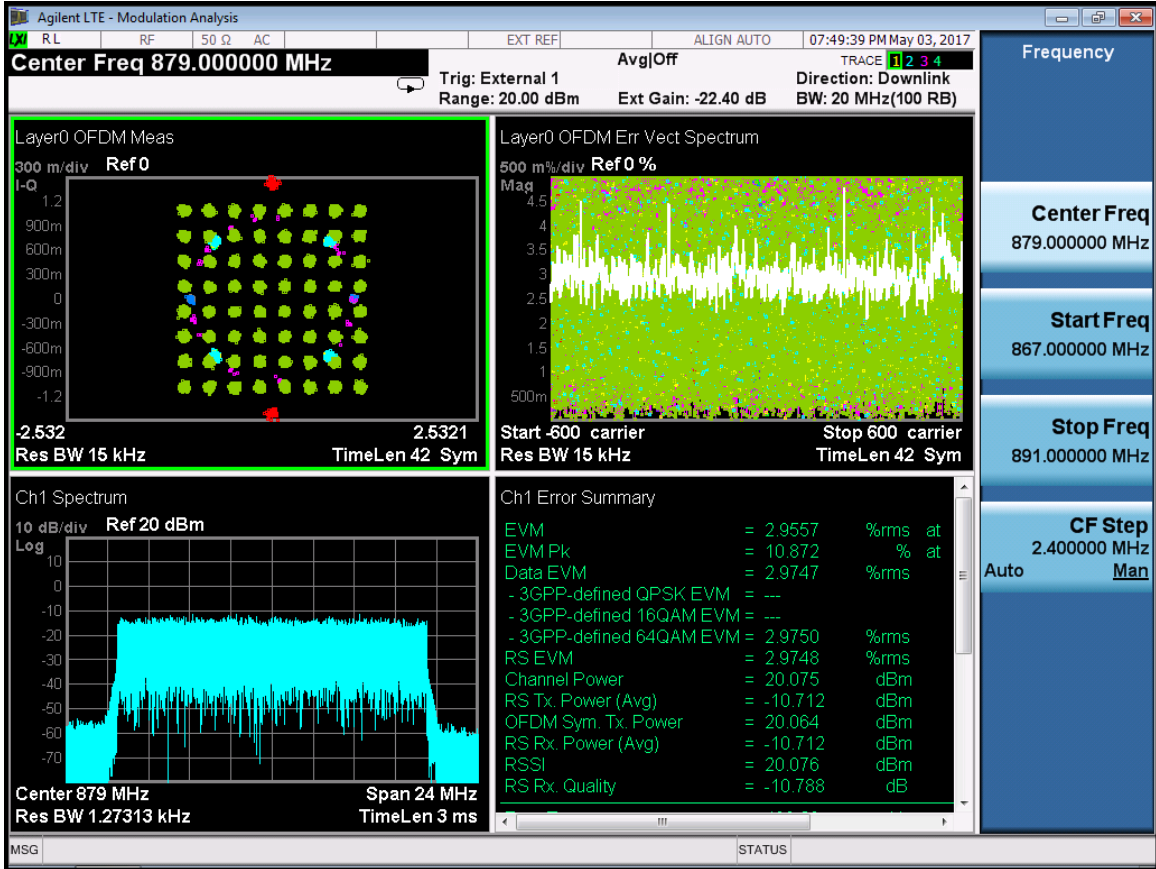 Agilent LTE - Modulation Analysis
LXI RL RF 50 Ω AC EXT REF ALIGN AUTO 07:49:39 PM May 03, 2017
Center Freq 879.000000 MHz
Avg|Off
TRACE 1 2 3 4
Trig: External 1
Direction: Downlink
Range: 20.00 dBm Ext Gain: -22.40 dB BW: 20 MHz(100 RB)
Layer0 OFDM Meas
300 m/div Ref 0
I-Q
1.2
900m
600m
300m
0
-300m
-600m
-900m
-1.2
-2.532 2.5321
Res BW 15 kHz TimeLen 42 Sym
Layer0 OFDM Err Vect Spectrum
500 m%/div Ref 0 %
Mag
4.5
4
3.5
3
2.5
2
1.5
1
500m
Start -600 carrier Stop 600 carrier
Res BW 15 kHz TimeLen 42 Sym
Ch1 Spectrum
10 dB/div Ref 20 dBm
Log
10
0
-10
-20
-30
-40
-50
-60
-70
Center 879 MHz Span 24 MHz
Res BW 1.27313 kHz TimeLen 3 ms
Ch1 Error Summary
EVM = 2.9557 %rms at
EVM Pk = 10.872 % at
Data EVM = 2.9747 %rms
- 3GPP-defined QPSK EVM = ---
- 3GPP-defined 16QAM EVM = ---
- 3GPP-defined 64QAM EVM = 2.9750 %rms
RS EVM = 2.9748 %rms
Channel Power = 20.075 dBm
RS Tx. Power (Avg) = -10.712 dBm
OFDM Sym. Tx. Power = 20.064 dBm
RS Rx. Power (Avg) = -10.712 dBm
RSSI = 20.076 dBm
RS Rx. Quality = -10.788 dB
Frequency
Center Freq
879.000000 MHz
Start Freq
867.000000 MHz
Stop Freq
891.000000 MHz
CF Step
2.400000 MHz
Auto Man
MSG STATUS